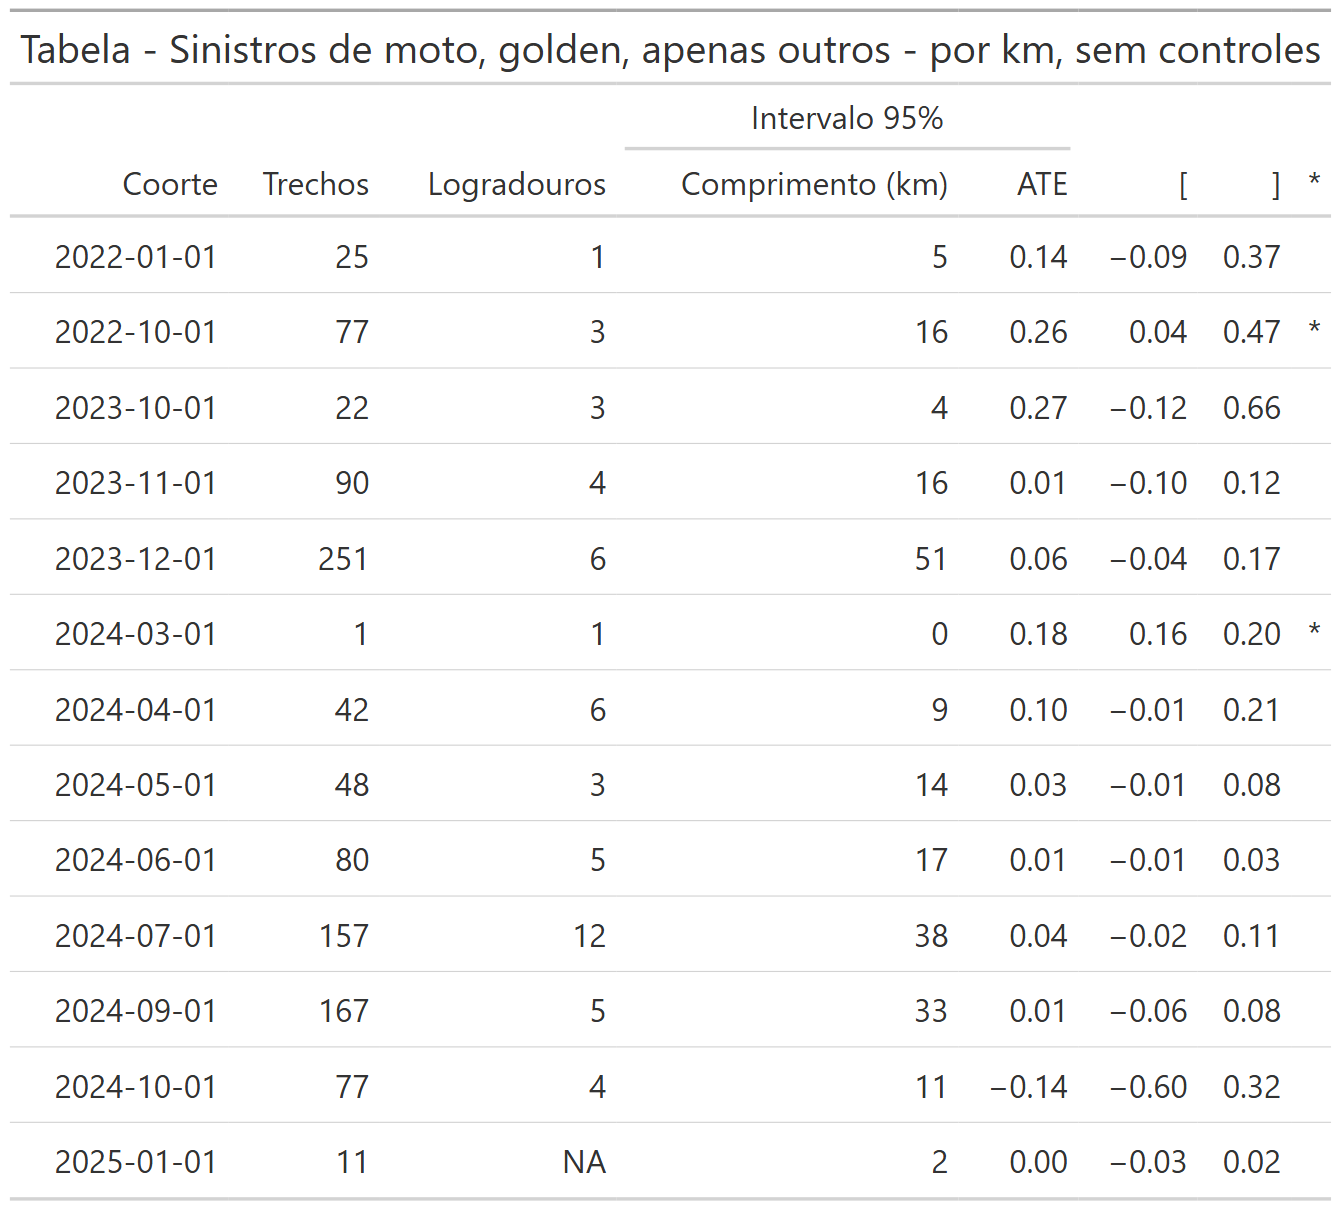 Tabela - Sinistros de moto, golden, apenas outros - por km, sem controles
Intervalo 95%
Coorte Trechos Logradouros Comprimento (km) ATE [ ] *
2022-01-01 25 1 5 0.14 −0.09 0.37
2022-10-01 77 3 16 0.26 0.04 0.47 *
2023-10-01 22 3 4 0.27 −0.12 0.66
2023-11-01 90 4 16 0.01 −0.10 0.12
2023-12-01 251 6 51 0.06 −0.04 0.17
2024-03-01 1 1 0 0.18 0.16 0.20 *
2024-04-01 42 6 9 0.10 −0.01 0.21
2024-05-01 48 3 14 0.03 −0.01 0.08
2024-06-01 80 5 17 0.01 −0.01 0.03
2024-07-01 157 12 38 0.04 −0.02 0.11
2024-09-01 167 5 33 0.01 −0.06 0.08
2024-10-01 77 4 11 −0.14 −0.60 0.32
2025-01-01 11 NA 2 0.00 −0.03 0.02